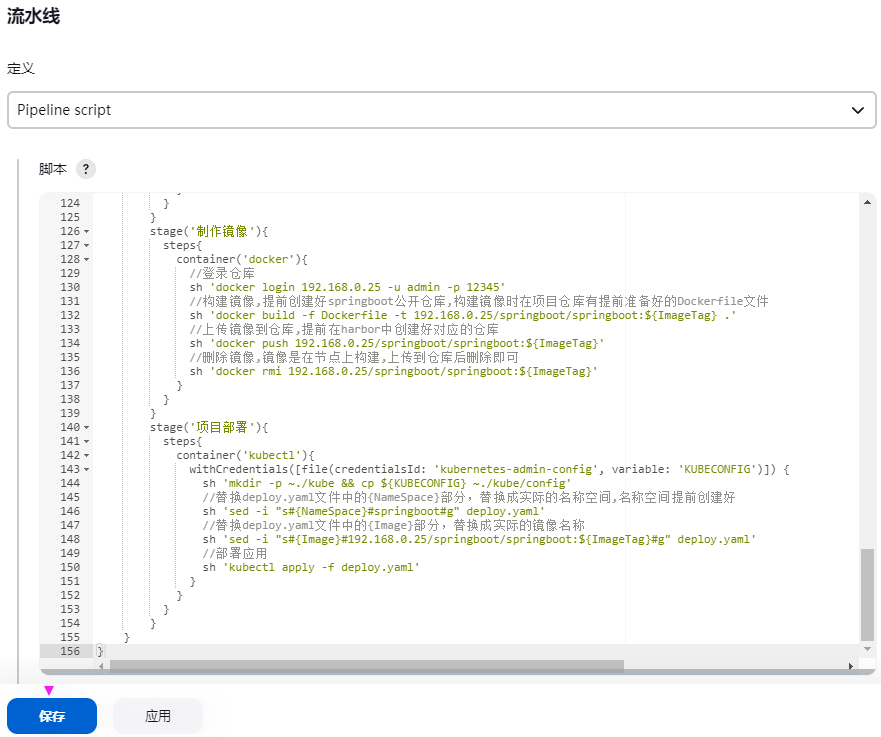 流水线
定义
Pipeline script
脚本 ?
124 }
125 }
126 stage('制作镜像'){
127 steps{
128 container('docker'){
129 //登录仓库
130 sh 'docker login 192.168.0.25 -u admin -p 12345'
131 //构建镜像,提前创建好springboot公开仓库,构建镜像时在项目仓库有提前准备好的Dockerfile文件
132 sh 'docker build -f Dockerfile -t 192.168.0.25/springboot/springboot:${ImageTag} .'
133 //上传镜像到仓库,提前在harbor中创建好对应的仓库
134 sh 'docker push 192.168.0.25/springboot/springboot:${ImageTag}'
135 //删除镜像,镜像是在节点上构建,上传到仓库后删除即可
136 sh 'docker rmi 192.168.0.25/springboot/springboot:${ImageTag}'
137 }
138 }
139 }
140 stage('项目部署'){
141 steps{
142 container('kubectl'){
143 withCredentials([file(credentialsId: 'kubernetes-admin-config', variable: 'KUBECONFIG')]) {
144 sh 'mkdir -p ~./kube && cp ${KUBECONFIG} ~./kube/config'
145 //替换deploy.yaml文件中的{NameSpace}部分，替换成实际的名称空间,名称空间提前创建好
146 sh 'sed -i "s#{NameSpace}#springboot#g" deploy.yaml'
147 //替换deploy.yaml文件中的{Image}部分，替换成实际的镜像名称
148 sh 'sed -i "s#{Image}#192.168.0.25/springboot/springboot:${ImageTag}#g" deploy.yaml'
149 //部署应用
150 sh 'kubectl apply -f deploy.yaml'
151 }
152 }
153 }
154 }
155 }
156 }
保存 应用